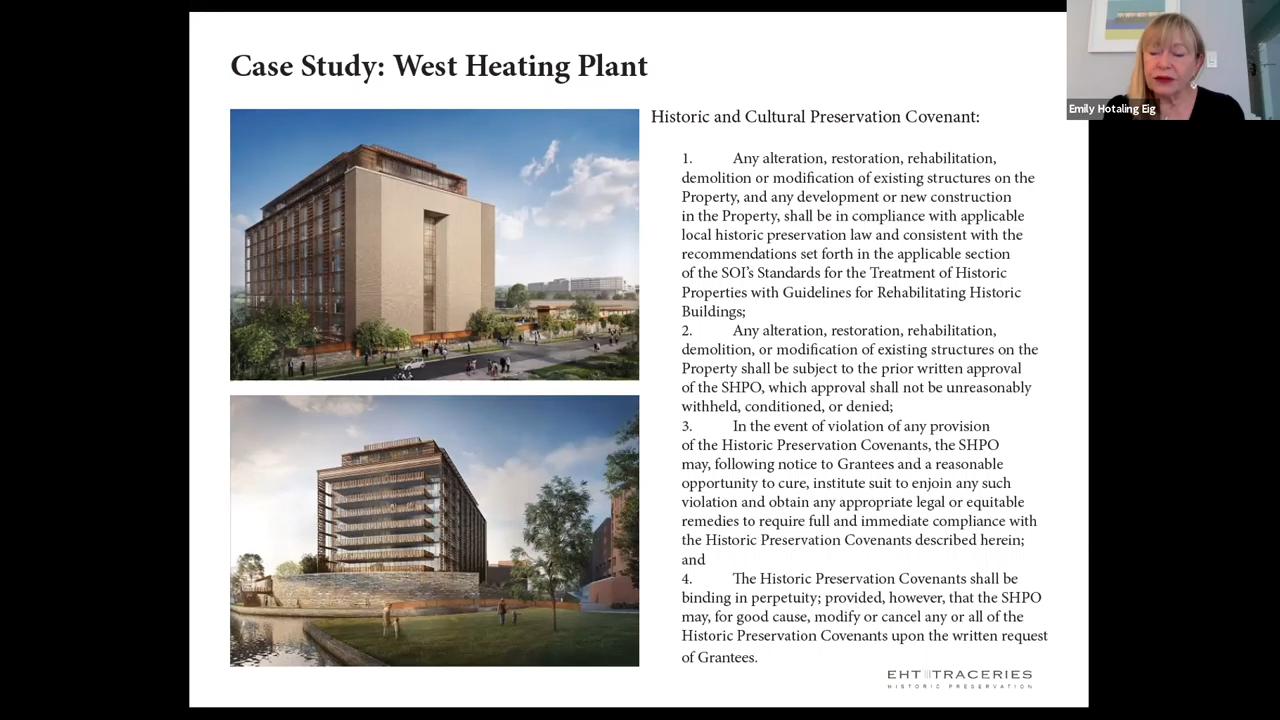 Case Study: West Heating Plant
Historic and Cultural Preservation Covenant:
1. Any alteration, restoration, rehabilitation,
demolition or modification of existing structures on the
Property, and any development or new construction
in the Property, shall be in compliance with applicable
local historic preservation law and consistent with the
recommendations set forth in the applicable section
of the SOI’s Standards for the Treatment of Historic
Properties with Guidelines for Rehabilitating Historic
Buildings;
2. Any alteration, restoration, rehabilitation,
demolition, or modification of existing structures on the
Property shall be subject to the prior written approval
of the SHPO, which approval shall not be unreasonably
withheld, conditioned, or denied;
3. In the event of violation of any provision
of the Historic Preservation Covenants, the SHPO
may, following notice to Grantees and a reasonable
opportunity to cure, institute suit to enjoin any such
violation and obtain any appropriate legal or equitable
remedies to require full and immediate compliance with
the Historic Preservation Covenants described herein;
and
4. The Historic Preservation Covenants shall be
binding in perpetuity; provided, however, that the SHPO
may, for good cause, modify or cancel any or all of the
Historic Preservation Covenants upon the written request
of Grantees.
EHT TRACERIES
HISTORIC PRESERVATION
Emily Hotaling Eig